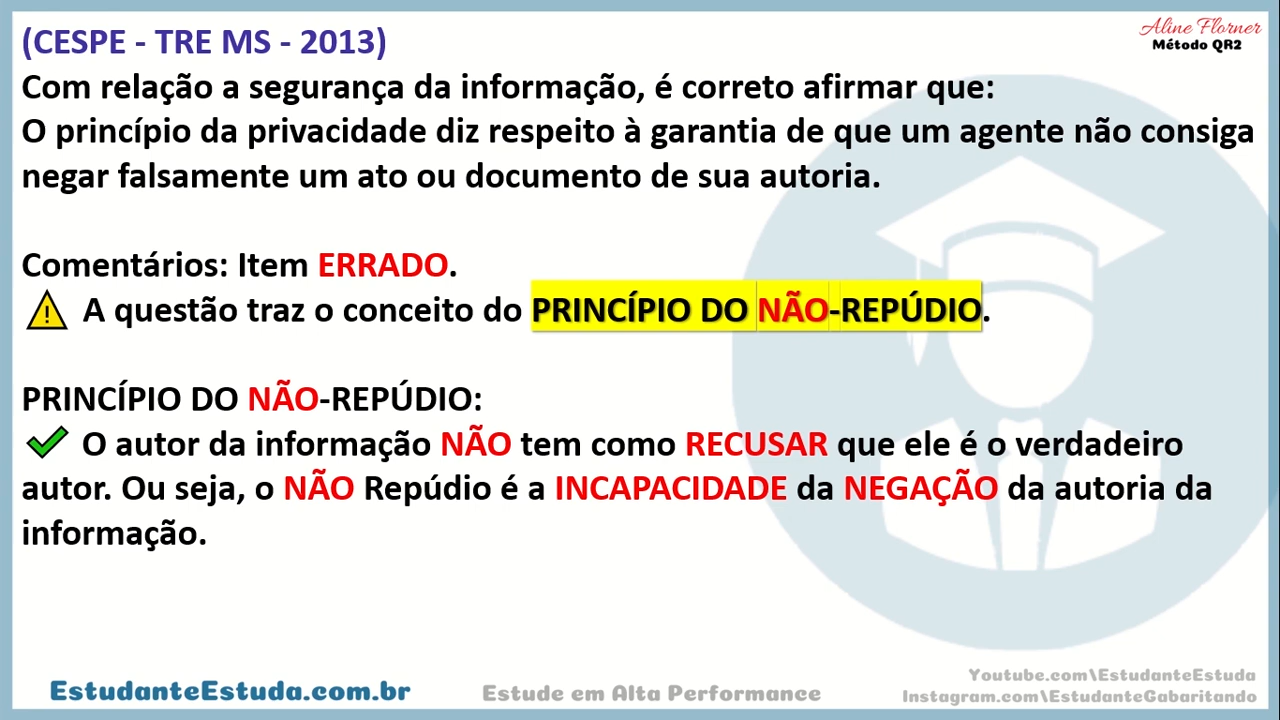 (CESPE - TRE MS - 2013)
Aline Florner
Método QR2
Com relação a segurança da informação, é correto afirmar que:
O princípio da privacidade diz respeito à garantia de que um agente não consiga
negar falsamente um ato ou documento de sua autoria.
Comentários: Item ERRADO.
A questão traz o conceito do PRINCÍPIO DO NÃO-REPÚDIO.
PRINCÍPIO DO NÃO-REPÚDIO:
O autor da informação NÃO tem como RECUSAR que ele é o verdadeiro
autor. Ou seja, o NÃO Repúdio é a INCAPACIDADE da NEGAÇÃO da autoria da
informação.
EstudanteEstuda.com.br
Estude em Alta Performance
Youtube.com\EstudanteEstuda
Instagram.com\EstudanteGabaritando